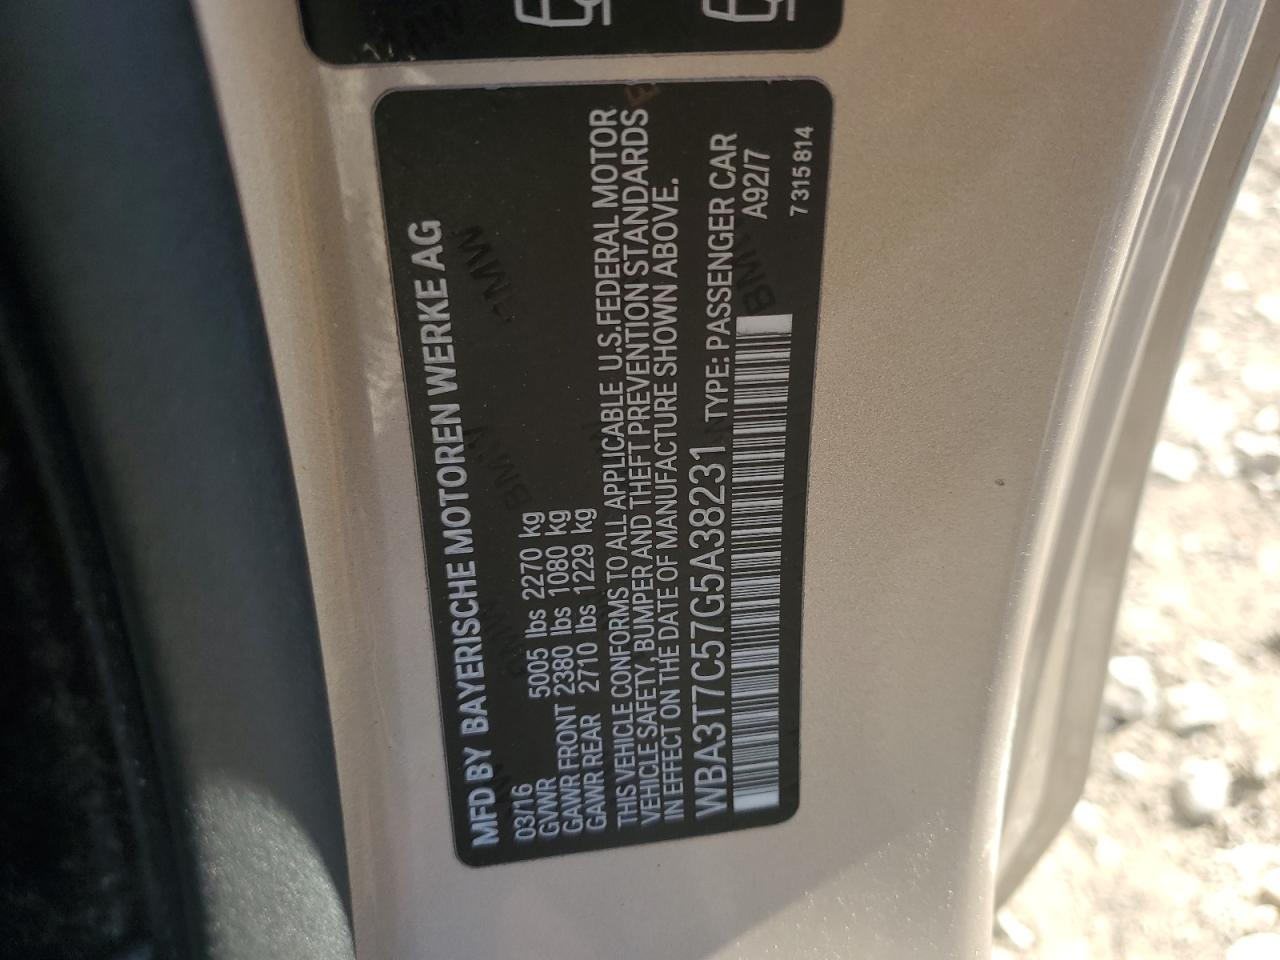 MFD BY BAYERISCHE MOTOREN WERKE AG
03/16
GVWR 5005 lbs 2270 kg
GAWR FRONT 2380 lbs 1080 kg
GAWR REAR 2710 lbs 1229 kg
THIS VEHICLE CONFORMS TO ALL APPLICABLE U.S.FEDERAL MOTOR
VEHICLE SAFETY, BUMPER AND THEFT PREVENTION STANDARDS
IN EFFECT ON THE DATE OF MANUFACTURE SHOWN ABOVE.
WBA3T7C57G5A38231 TYPE: PASSENGER CAR
A92/7
7 315 814